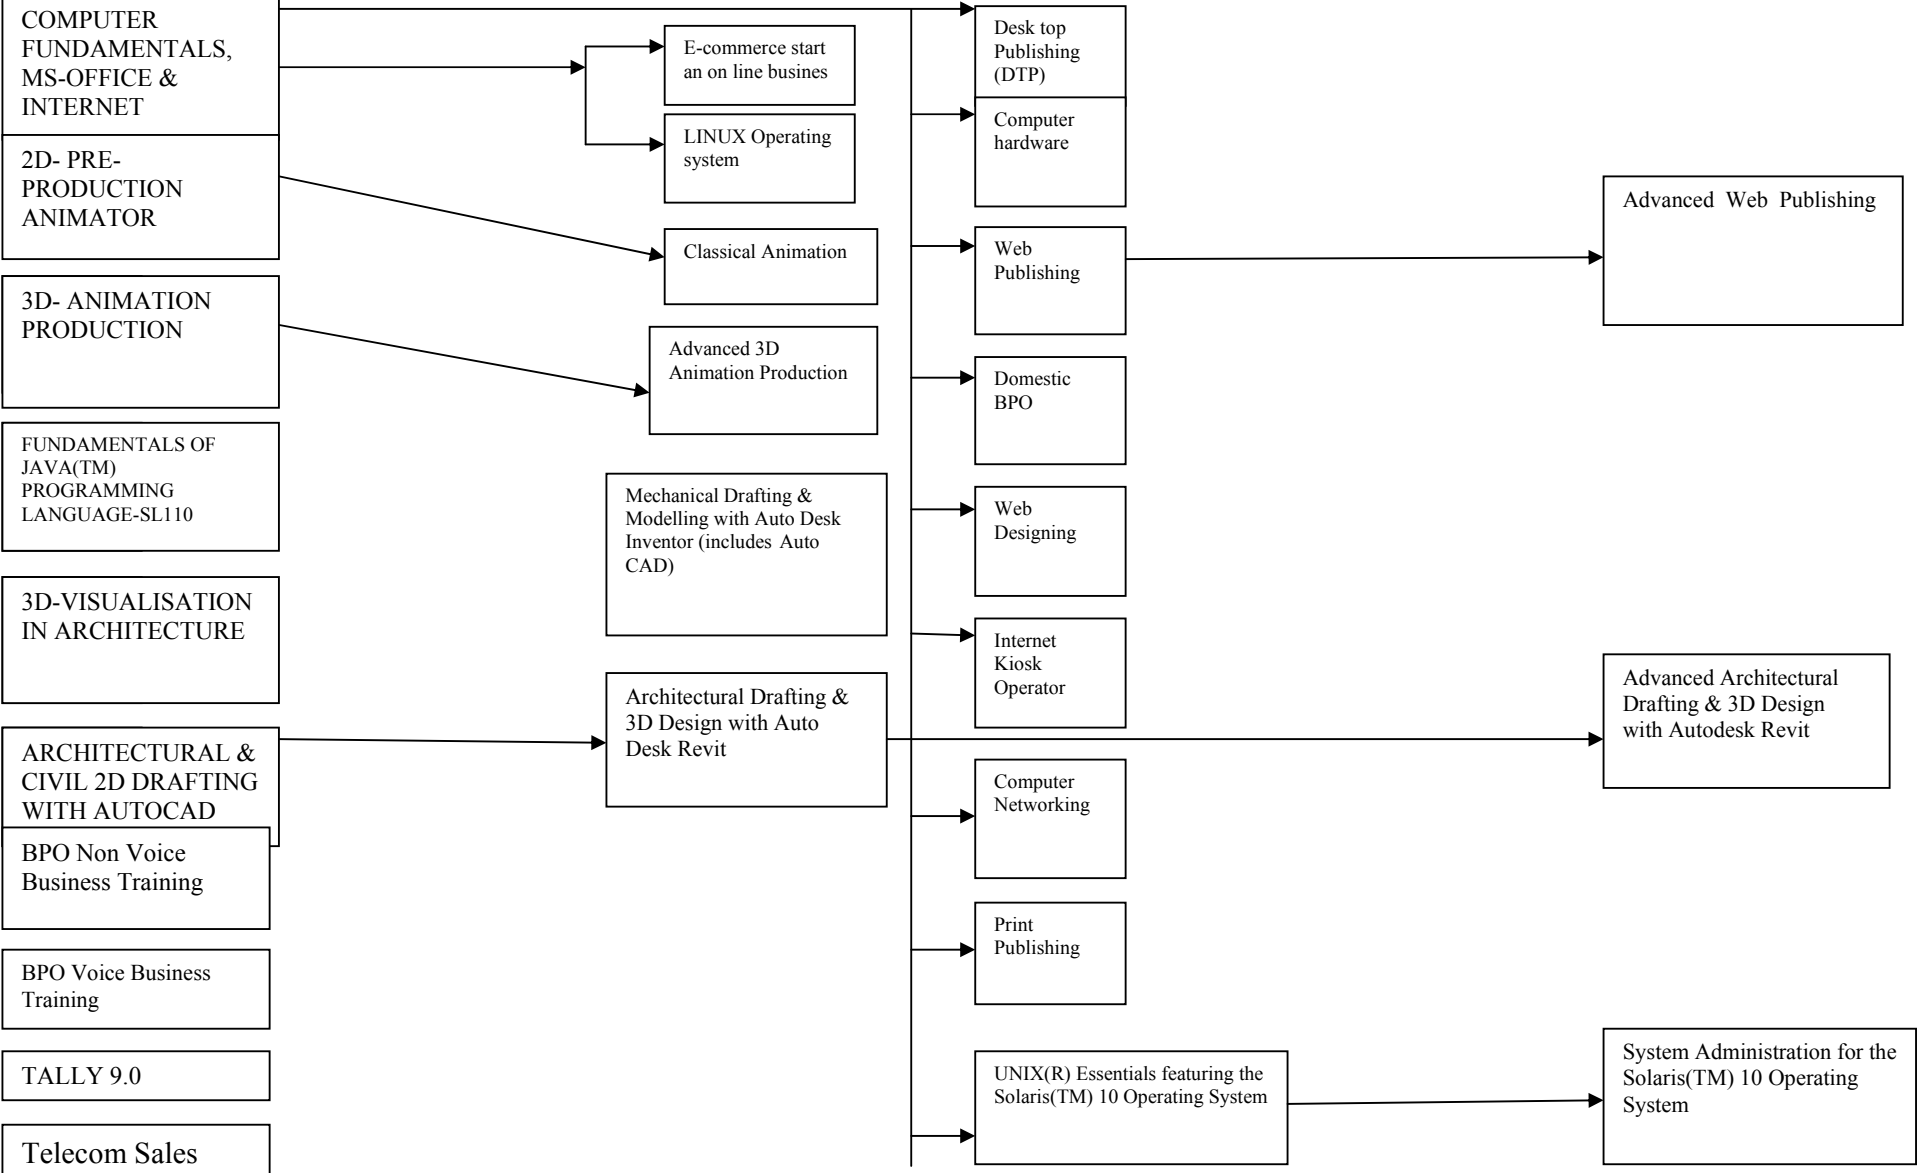 COMPUTER
FUNDAMENTALS,
MS-OFFICE &
INTERNET
2D- PRE-
PRODUCTION
ANIMATOR
3D- ANIMATION
PRODUCTION
FUNDAMENTALS OF
JAVA(TM)
PROGRAMMING
LANGUAGE-SL110
3D-VISUALISATION
IN ARCHITECTURE
ARCHITECTURAL &
CIVIL 2D DRAFTING
WITH AUTOCAD
BPO Non Voice
Business Training
BPO Voice Business
Training
TALLY 9.0
Telecom Sales
E-commerce start
an on line busines
LINUX Operating
system
Classical Animation
Advanced 3D
Animation Production
Mechanical Drafting &
Modelling with Auto Desk
Inventor (includes Auto
CAD)
Architectural Drafting &
3D Design with Auto
Desk Revit
Desk top
Publishing
(DTP)
Computer
hardware
Web
Publishing
Domestic
BPO
Web
Designing
Internet
Kiosk
Operator
Computer
Networking
Print
Publishing
UNIX(R) Essentials featuring the
Solaris(TM) 10 Operating System
Advanced Web Publishing
Advanced Architectural
Drafting & 3D Design
with Autodesk Revit
System Administration for the
Solaris(TM) 10 Operating
System